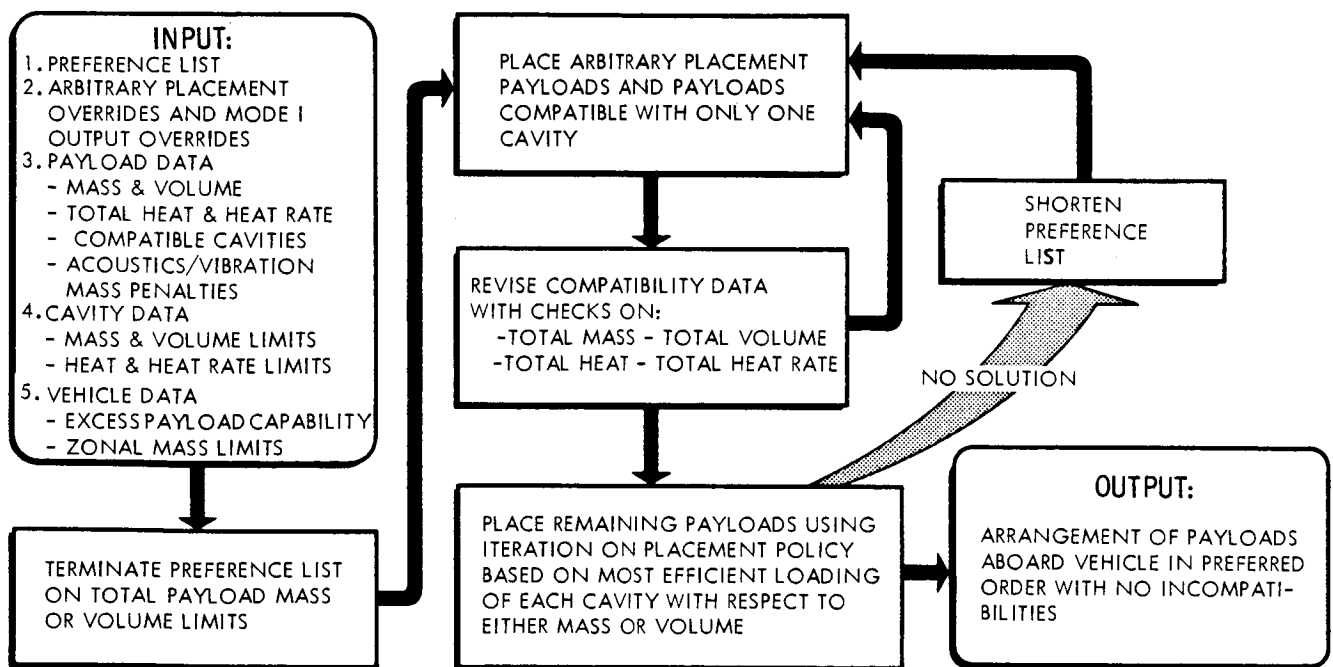 INPUT:
1. PREFERENCE LIST
2. ARBITRARY PLACEMENT
OVERRIDES AND MODE I
OUTPUT OVERRIDES
3. PAYLOAD DATA
- MASS & VOLUME
- TOTAL HEAT & HEAT RATE
- COMPATIBLE CAVITIES
- ACOUSTICS/VIBRATION
MASS PENALTIES
4. CAVITY DATA
- MASS & VOLUME LIMITS
- HEAT & HEAT RATE LIMITS
5. VEHICLE DATA
- EXCESS PAYLOAD CAPABILITY
- ZONAL MASS LIMITS
TERMINATE PREFERENCE LIST
ON TOTAL PAYLOAD MASS
OR VOLUME LIMITS
PLACE ARBITRARY PLACEMENT
PAYLOADS AND PAYLOADS
COMPATIBLE WITH ONLY ONE
CAVITY
REVISE COMPATIBILITY DATA
WITH CHECKS ON:
-TOTAL MASS - TOTAL VOLUME
-TOTAL HEAT - TOTAL HEAT RATE
PLACE REMAINING PAYLOADS USING
ITERATION ON PLACEMENT POLICY
BASED ON MOST EFFICIENT LOADING
OF EACH CAVITY WITH RESPECT TO
EITHER MASS OR VOLUME
NO SOLUTION
SHORTEN
PREFERENCE
LIST
OUTPUT:
ARRANGEMENT OF PAYLOADS
ABOARD VEHICLE IN PREFERRED
ORDER WITH NO INCOMPATI-
BILITIES